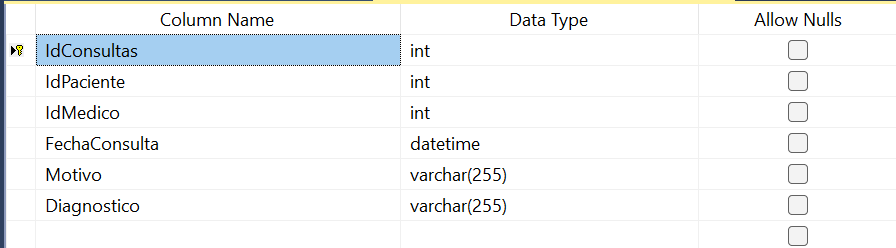 Column Name Data Type Allow Nulls
IdConsultas int
IdPaciente int
IdMedico int
FechaConsulta datetime
Motivo varchar(255)
Diagnostico varchar(255)